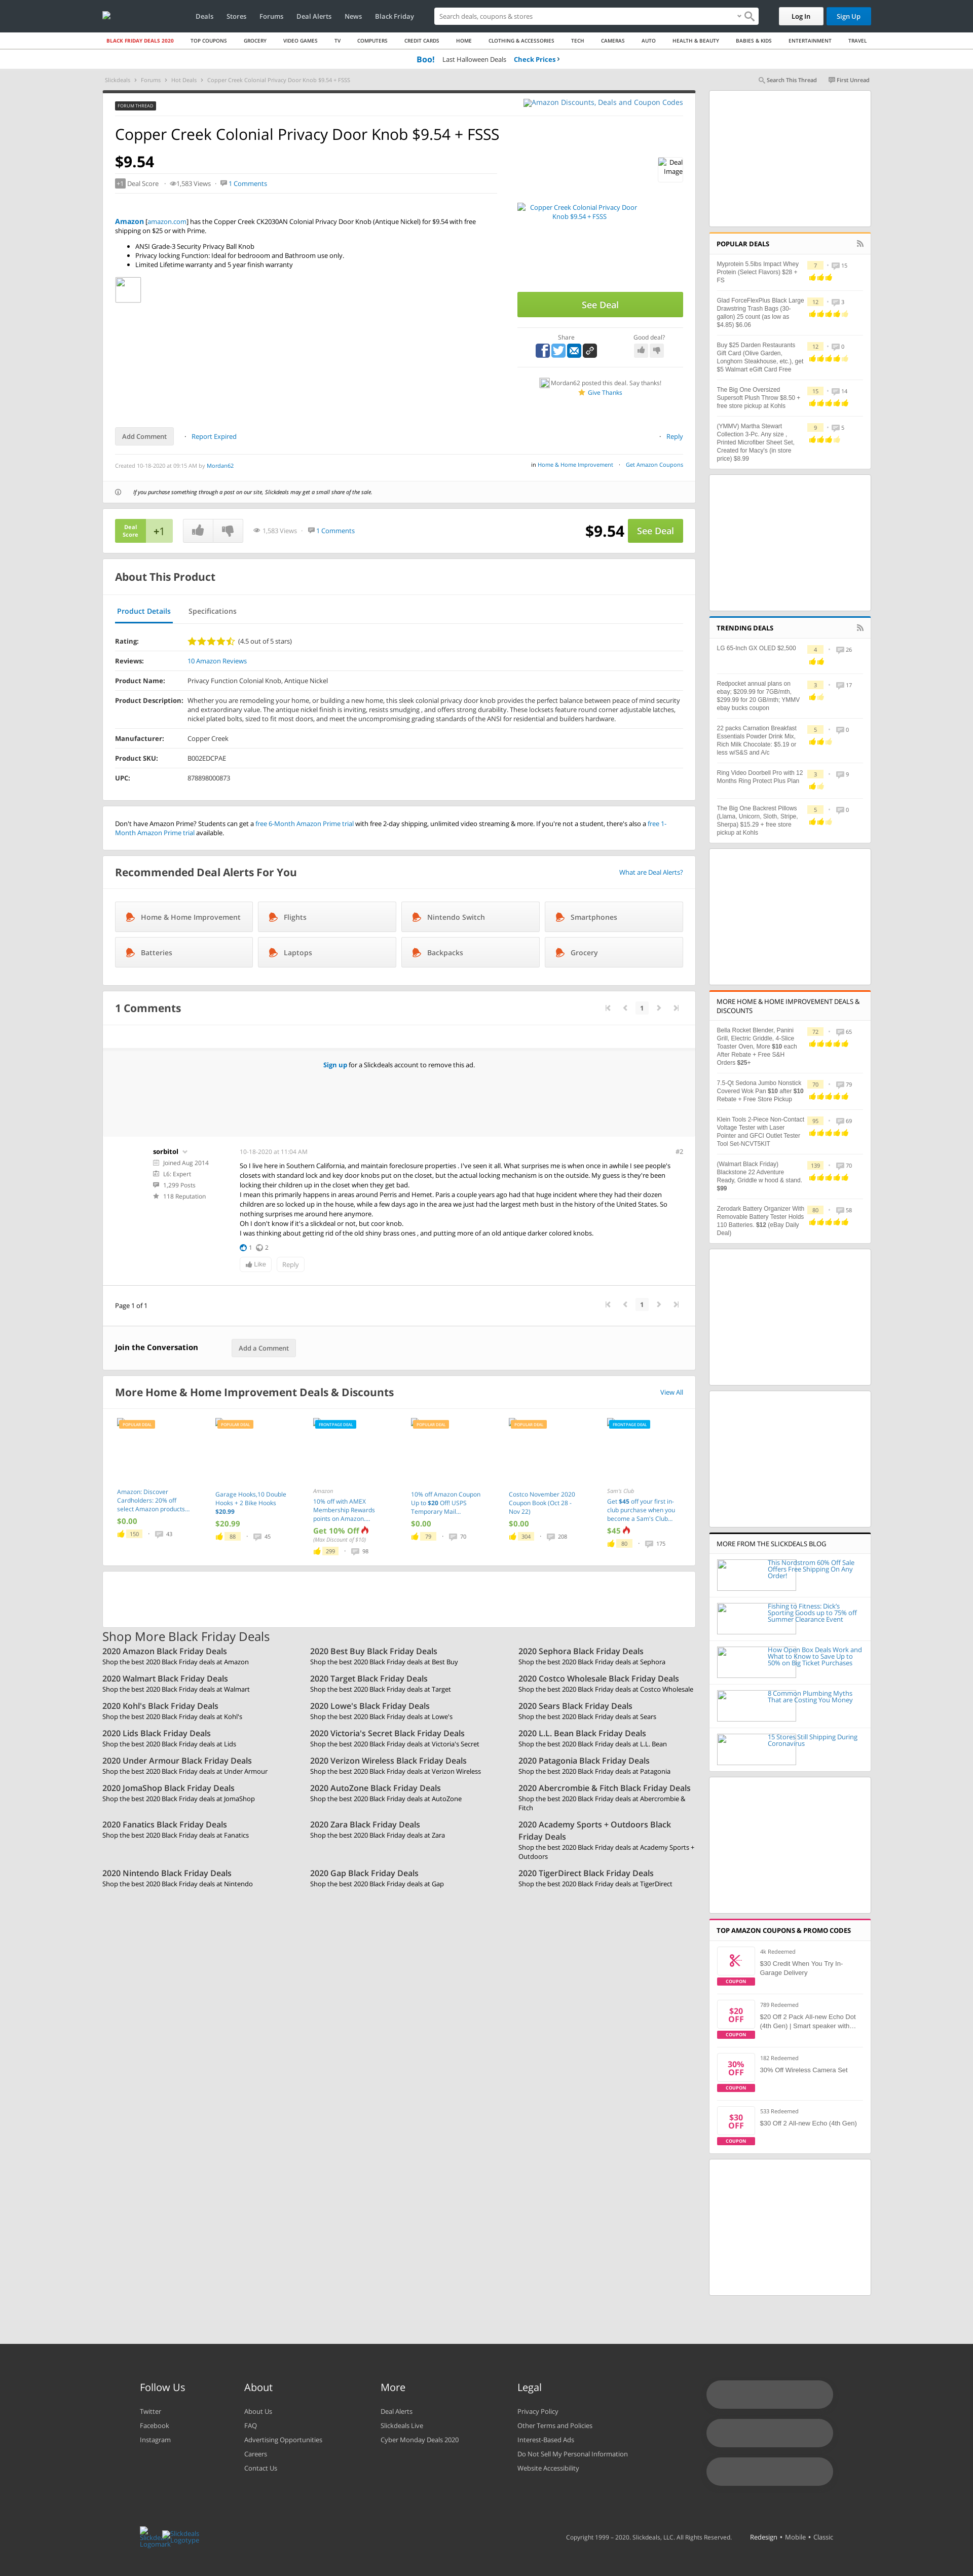 Deals Stores Forums Deal Alerts News Black Friday
Search deals, coupons & stores
Log In
Sign Up
BLACK FRIDAY DEALS 2020 TOP COUPONS GROCERY VIDEO GAMES TV COMPUTERS CREDIT CARDS HOME CLOTHING & ACCESSORIES TECH CAMERAS AUTO HEALTH & BEAUTY BABIES & KIDS ENTERTAINMENT TRAVEL
Boo! Last Halloween Deals Check Prices ›
Slickdeals › Forums › Hot Deals › Copper Creek Colonial Privacy Door Knob $9.54 + FSSS
Search This Thread
First Unread
FORUM THREAD
Amazon Discounts, Deals and Coupon Codes
Copper Creek Colonial Privacy Door Knob $9.54 + FSSS
$9.54
Deal Image
+1 Deal Score · 1,583 Views · 1 Comments
Copper Creek Colonial Privacy Door Knob $9.54 + FSSS
Amazon [amazon.com] has the Copper Creek CK2030AN Colonial Privacy Door Knob (Antique Nickel) for $9.54 with free
shipping on $25 or with Prime.
• ANSI Grade-3 Security Privacy Ball Knob
• Privacy locking Function: Ideal for bedrooom and Bathroom use only.
• Limited Lifetime warranty and 5 year finish warranty
See Deal
Share
Good deal?
Mordan62 posted this deal. Say thanks!
Give Thanks
Add Comment · Report Expired
· Reply
Created 10-18-2020 at 09:15 AM by Mordan62
in Home & Home Improvement · Get Amazon Coupons
If you purchase something through a post on our site, Slickdeals may get a small share of the sale.
Deal Score +1
1,583 Views · 1 Comments
$9.54 See Deal
About This Product
Product Details Specifications
Rating: (4.5 out of 5 stars)
Reviews: 10 Amazon Reviews
Product Name: Privacy Function Colonial Knob, Antique Nickel
Product Description: Whether you are remodeling your home, or building a new home, this sleek colonial privacy door knob provides the perfect balance between peace of mind security
and extraordinary value. The antique nickel finish is inviting, resists smudging , and offers strong durability. These locksets feature round corner adjustable latches,
nickel plated bolts, sized to fit most doors, and meet the uncompromising grading standards of the ANSI for residential and builders hardware.
Manufacturer: Copper Creek
Product SKU: B002EDCPAE
UPC: 878898000873
Don't have Amazon Prime? Students can get a free 6-Month Amazon Prime trial with free 2-day shipping, unlimited video streaming & more. If you're not a student, there's also a free 1-
Month Amazon Prime trial available.
Recommended Deal Alerts For You
What are Deal Alerts?
Home & Home Improvement Flights Nintendo Switch Smartphones
Batteries Laptops Backpacks Grocery
1 Comments
1
Sign up for a Slickdeals account to remove this ad.
sorbitol
Joined Aug 2014
L6: Expert
1,299 Posts
118 Reputation
10-18-2020 at 11:04 AM
#2
So I live here in Southern California, and maintain forclosure properties . I've seen it all. What surprises me is when we go in awhile I see people's
closets with standard lock and key door knobs put on their closet, but the actual locking mechanism is on the outside. My guess is they're been
locking their children up in the closet when they get bad.
I mean this primarily happens in areas around Perris and Hemet. Paris a couple years ago had that huge incident where they had their dozen
children are so locked up in the house, while a few days ago in the area we just had the largest meth bust in the history of the United States. So
nothing surprises me around here anymore.
Oh I don't know if it's a slickdeal or not, but coor knob.
I was thinking about getting rid of the old shiny brass ones , and putting more of an old antique darker colored knobs.
1 2
Like Reply
Page 1 of 1
1
Join the Conversation
Add a Comment
More Home & Home Improvement Deals & Discounts
View All
POPULAR DEAL
Amazon: Discover
Cardholders: 20% off
select Amazon products...
$0.00
150 · 43
POPULAR DEAL
Garage Hooks,10 Double
Hooks + 2 Bike Hooks
$20.99
$20.99
88 · 45
FRONTPAGE DEAL
Amazon
10% off with AMEX
Membership Rewards
points on Amazon....
Get 10% Off
(Max Discount of $15)
299 · 98
POPULAR DEAL
10% off Amazon Coupon
Up to $20 Off! USPS
Temporary Mail...
$0.00
79 · 70
POPULAR DEAL
Costco November 2020
Coupon Book (Oct 28 -
Nov 22)
$0.00
304 · 208
FRONTPAGE DEAL
Sam's Club
Get $45 off your first in-
club purchase when you
become a Sam's Club...
$45
80 · 175
Shop More Black Friday Deals
2020 Amazon Black Friday Deals
Shop the best 2020 Black Friday deals at Amazon
2020 Best Buy Black Friday Deals
Shop the best 2020 Black Friday deals at Best Buy
2020 Sephora Black Friday Deals
Shop the best 2020 Black Friday deals at Sephora
2020 Walmart Black Friday Deals
Shop the best 2020 Black Friday deals at Walmart
2020 Target Black Friday Deals
Shop the best 2020 Black Friday deals at Target
2020 Costco Wholesale Black Friday Deals
Shop the best 2020 Black Friday deals at Costco Wholesale
2020 Kohl's Black Friday Deals
Shop the best 2020 Black Friday deals at Kohl's
2020 Lowe's Black Friday Deals
Shop the best 2020 Black Friday deals at Lowe's
2020 Sears Black Friday Deals
Shop the best 2020 Black Friday deals at Sears
2020 Lids Black Friday Deals
Shop the best 2020 Black Friday deals at Lids
2020 Victoria's Secret Black Friday Deals
Shop the best 2020 Black Friday deals at Victoria's Secret
2020 L.L. Bean Black Friday Deals
Shop the best 2020 Black Friday deals at L.L. Bean
2020 Under Armour Black Friday Deals
Shop the best 2020 Black Friday deals at Under Armour
2020 Verizon Wireless Black Friday Deals
Shop the best 2020 Black Friday deals at Verizon Wireless
2020 Patagonia Black Friday Deals
Shop the best 2020 Black Friday deals at Patagonia
2020 JomaShop Black Friday Deals
Shop the best 2020 Black Friday deals at JomaShop
2020 AutoZone Black Friday Deals
Shop the best 2020 Black Friday deals at AutoZone
2020 Abercrombie & Fitch Black Friday Deals
Shop the best 2020 Black Friday deals at Abercrombie &
Fitch
2020 Fanatics Black Friday Deals
Shop the best 2020 Black Friday deals at Fanatics
2020 Zara Black Friday Deals
Shop the best 2020 Black Friday deals at Zara
2020 Academy Sports + Outdoors Black
Friday Deals
Shop the best 2020 Black Friday deals at Academy Sports +
Outdoors
2020 Nintendo Black Friday Deals
Shop the best 2020 Black Friday deals at Nintendo
2020 Gap Black Friday Deals
Shop the best 2020 Black Friday deals at Gap
2020 TigerDirect Black Friday Deals
Shop the best 2020 Black Friday deals at TigerDirect
POPULAR DEALS
Myprotein 5.5lbs Impact Whey
Protein (Select Flavors) $28 +
FS
7 · 15
Glad ForceFlexPlus Black Large
Drawstring Trash Bags (30-
gallon) 25 count (as low as
$4.85) $6.06
12 · 3
Buy $25 Darden Restaurants
Gift Card (Olive Garden,
Longhorn Steakhouse, etc.), get
$5 Walmart eGift Card Free
12 · 0
The Big One Oversized
Supersoft Plush Throw $8.50 +
free store pickup at Kohls
15 · 14
(YMMV) Martha Stewart
Collection 3-Pc. Any size ,
Printed Microfiber Sheet Set,
Created for Macy's (in store
price) $8.99
9 · 5
TRENDING DEALS
LG 65-Inch GX OLED $2,500
4 · 26
Redpocket annual plans on
ebay; $209.99 for 7GB/mth,
$299.99 for 20 GB/mth; YMMV
ebay bucks coupon
3 · 17
22 packs Carnation Breakfast
Essentials Powder Drink Mix,
Rich Milk Chocolate: $5.19 or
less w/S&S and A/c
5 · 0
Ring Video Doorbell Pro with 12
Months Ring Protect Plus Plan
3 · 9
The Big One Backrest Pillows
(Llama, Unicorn, Sloth, Stripe,
Sherpa) $15.29 + free store
pickup at Kohls
5 · 0
MORE HOME & HOME IMPROVEMENT DEALS &
DISCOUNTS
Bella Rocket Blender, Panini
Grill, Electric Griddle, 4-Slice
Toaster Oven, More $10 each
After Rebate + Free S&H
Orders $25+
72 · 65
7.5-Qt Sedona Jumbo Nonstick
Covered Wok Pan $10 after $10
Rebate + Free Store Pickup
70 · 79
Klein Tools 2-Piece Non-Contact
Voltage Tester with Laser
Pointer and GFCI Outlet Tester
Tool Set-NCVT5KIT
95 · 69
(Walmart Black Friday)
Blackstone 22 Adventure
Ready, Griddle w hood & stand.
$99
139 · 70
Zerodark Battery Organizer With
Removable Battery Tester Holds
110 Batteries. $12 (eBay Daily
Deal)
80 · 58
MORE FROM THE SLICKDEALS BLOG
This Nordstrom 60% Off Sale
Offers Free Shipping On Any
Order!
Fishing to Fitness: Dick's
Sporting Goods up to 75% off
Summer Clearance Event
How Open Box Deals Work and
What to Know to Save Up to
50% on Big Ticket Purchases
8 Common Plumbing Myths
That are Costing You Money
15 Stores Still Shipping During
Coronavirus
TOP AMAZON COUPONS & PROMO CODES
4k Redeemed
$30 Credit When You Try In-
Garage Delivery
COUPON
789 Redeemed
$20 OFF
$20 Off 2 Pack All-new Echo Dot
(4th Gen) | Smart speaker with...
COUPON
182 Redeemed
30% OFF
30% Off Wireless Camera Set
COUPON
533 Redeemed
$30 OFF
$30 Off 2 All-new Echo (4th Gen)
COUPON
Follow Us
Twitter
Facebook
Instagram
About
About Us
FAQ
Advertising Opportunities
Careers
Contact Us
More
Deal Alerts
Slickdeals Live
Cyber Monday Deals 2020
Legal
Privacy Policy
Other Terms and Policies
Interest-Based Ads
Do Not Sell My Personal Information
Website Accessibility
Slickdeals Logomark
Slickdeals Logotype
Copyright 1999 – 2020. Slickdeals, LLC. All Rights Reserved.
Redesign • Mobile • Classic